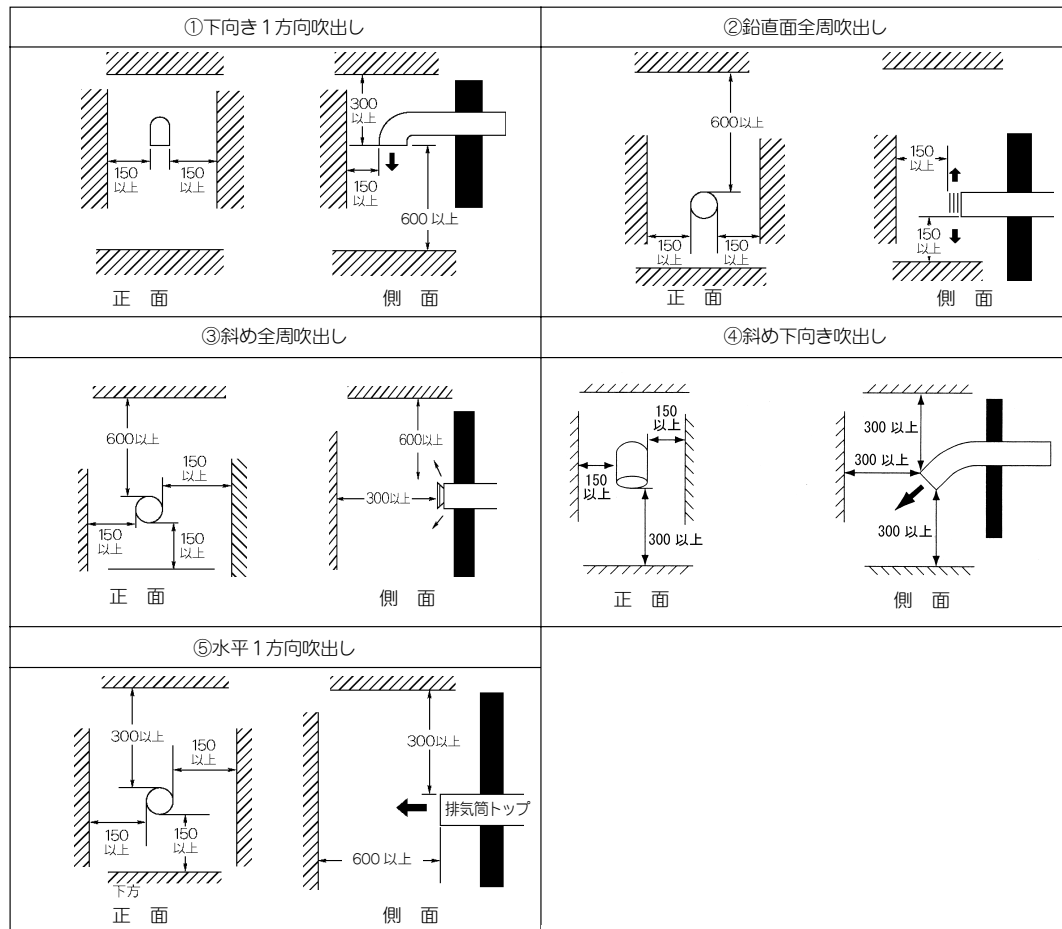 ①下向き1方向吹出し
300
以上
150
以上
150
以上
150
以上
600以上
正 面
側 面
②鉛直面全周吹出し
600以上
150
以上
150
以上
150
以上
150
以上
正 面
側 面
③斜め全周吹出し
600以上
150
以上
150
以上
150
以上
600以上
300以上
正 面
側 面
④斜め下向き吹出し
150
以上
150
以上
300 以上
300 以上
300 以上
300 以上
正 面
側 面
⑤水平1方向吹出し
300以上
150
以上
150
以上
150
以上
下方
300以上
排気筒トップ
600以上
正 面
側 面